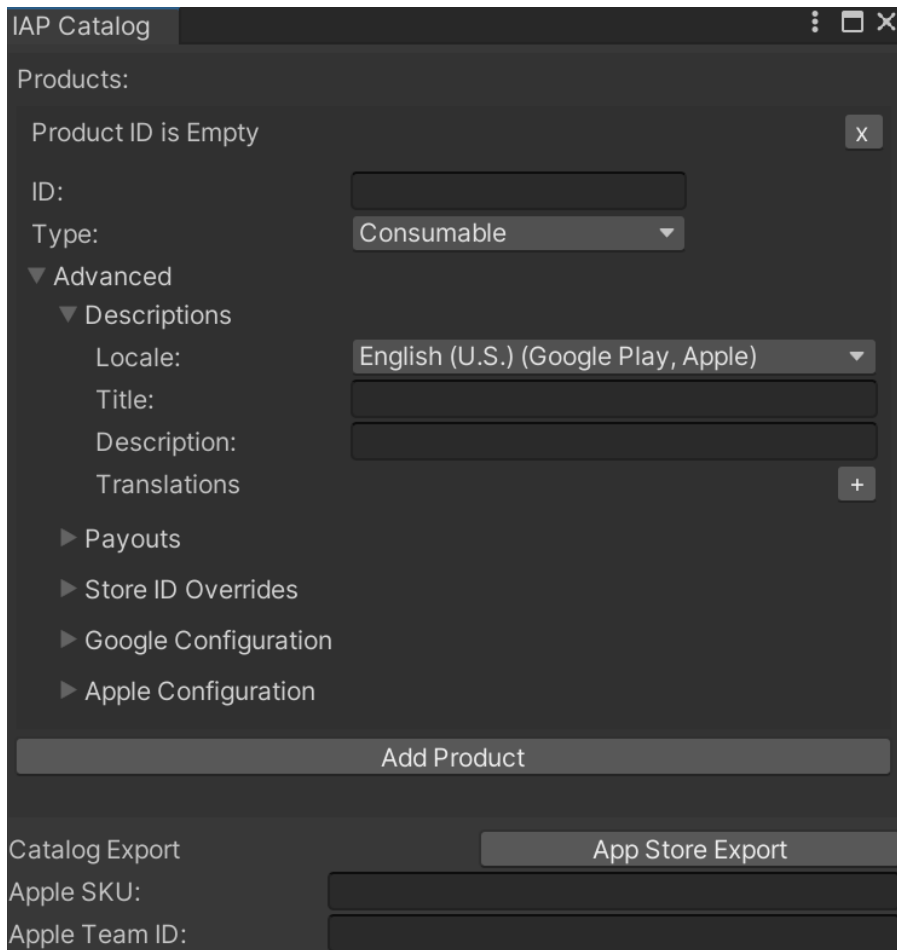 IAP Catalog
Products:
Product ID is Empty x
ID:
Type: Consumable
Advanced
Descriptions
Locale: English (U.S.) (Google Play, Apple)
Title:
Description:
Translations +
Payouts
Store ID Overrides
Google Configuration
Apple Configuration
Add Product
Catalog Export App Store Export
Apple SKU:
Apple Team ID: